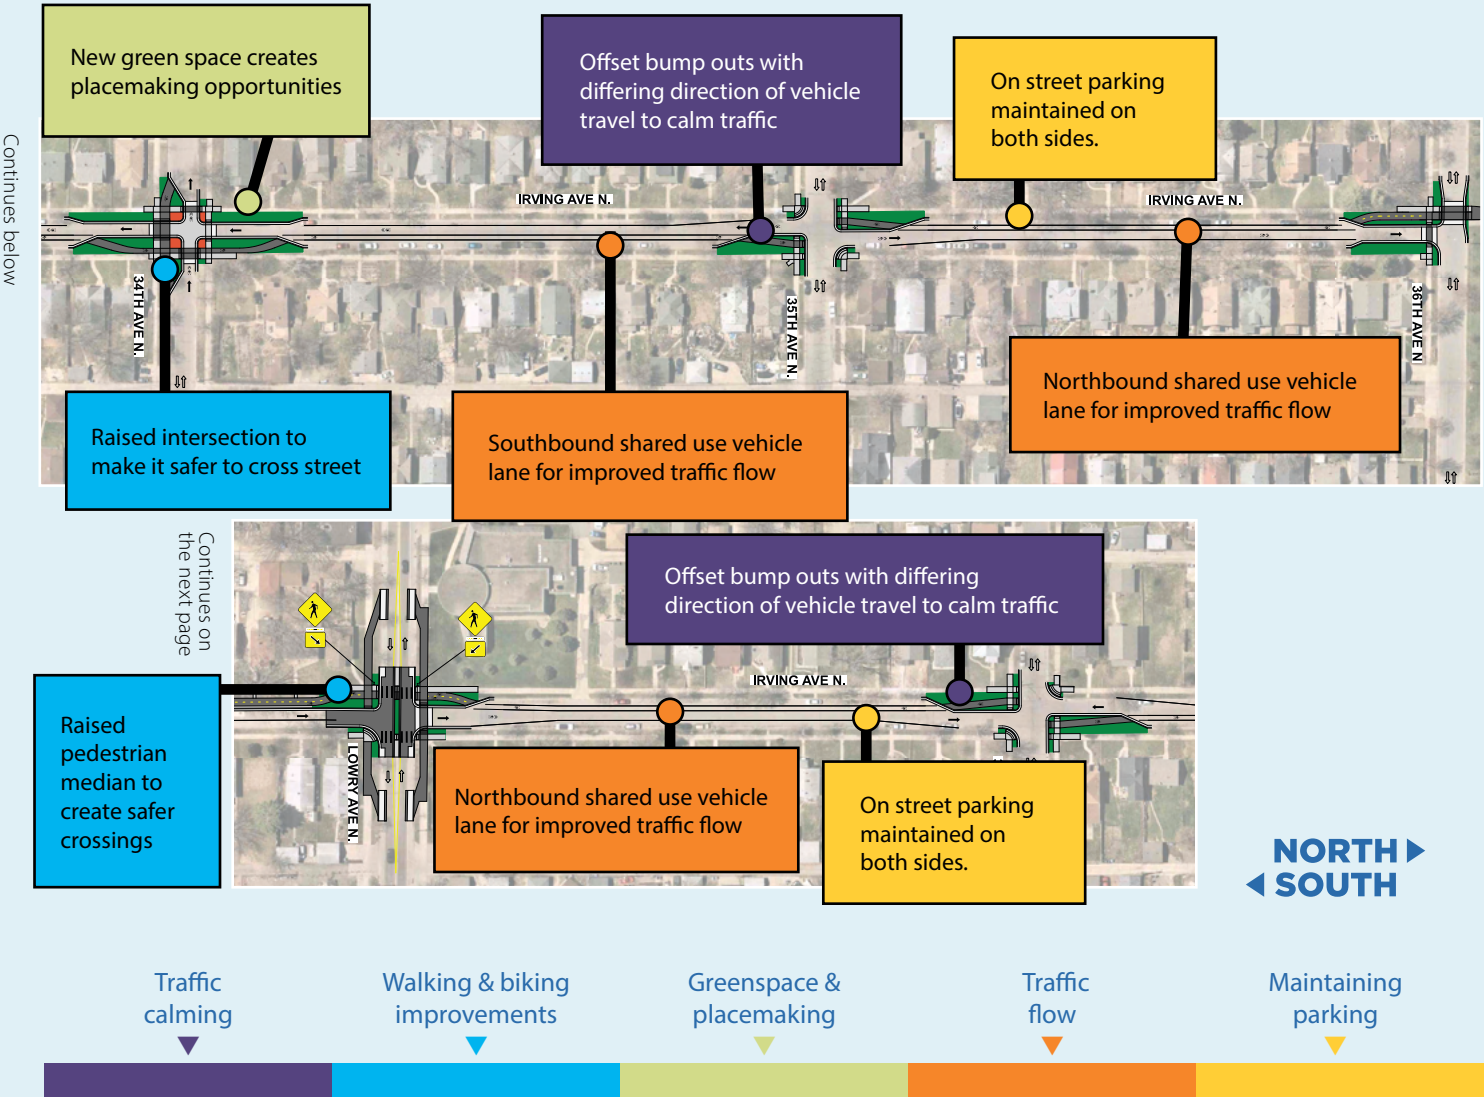 New green space creates
placemaking opportunities
Offset bump outs with
differing direction of vehicle
travel to calm traffic
On street parking
maintained on
both sides.
Continues below
IRVING AVE N.
IRVING AVE N.
34TH AVE N.
35TH AVE N.
36TH AVE N
Raised intersection to
make it safer to cross street
Southbound shared use vehicle
lane for improved traffic flow
Northbound shared use vehicle
lane for improved traffic flow
Continues on
the next page
Offset bump outs with differing
direction of vehicle travel to calm traffic
IRVING AVE N.
Raised
pedestrian
median to
create safer
crossings
LOWRY AVE N.
Northbound shared use vehicle
lane for improved traffic flow
On street parking
maintained on
both sides.
NORTH
SOUTH
Traffic
calming
Walking & biking
improvements
Greenspace &
placemaking
Traffic
flow
Maintaining
parking